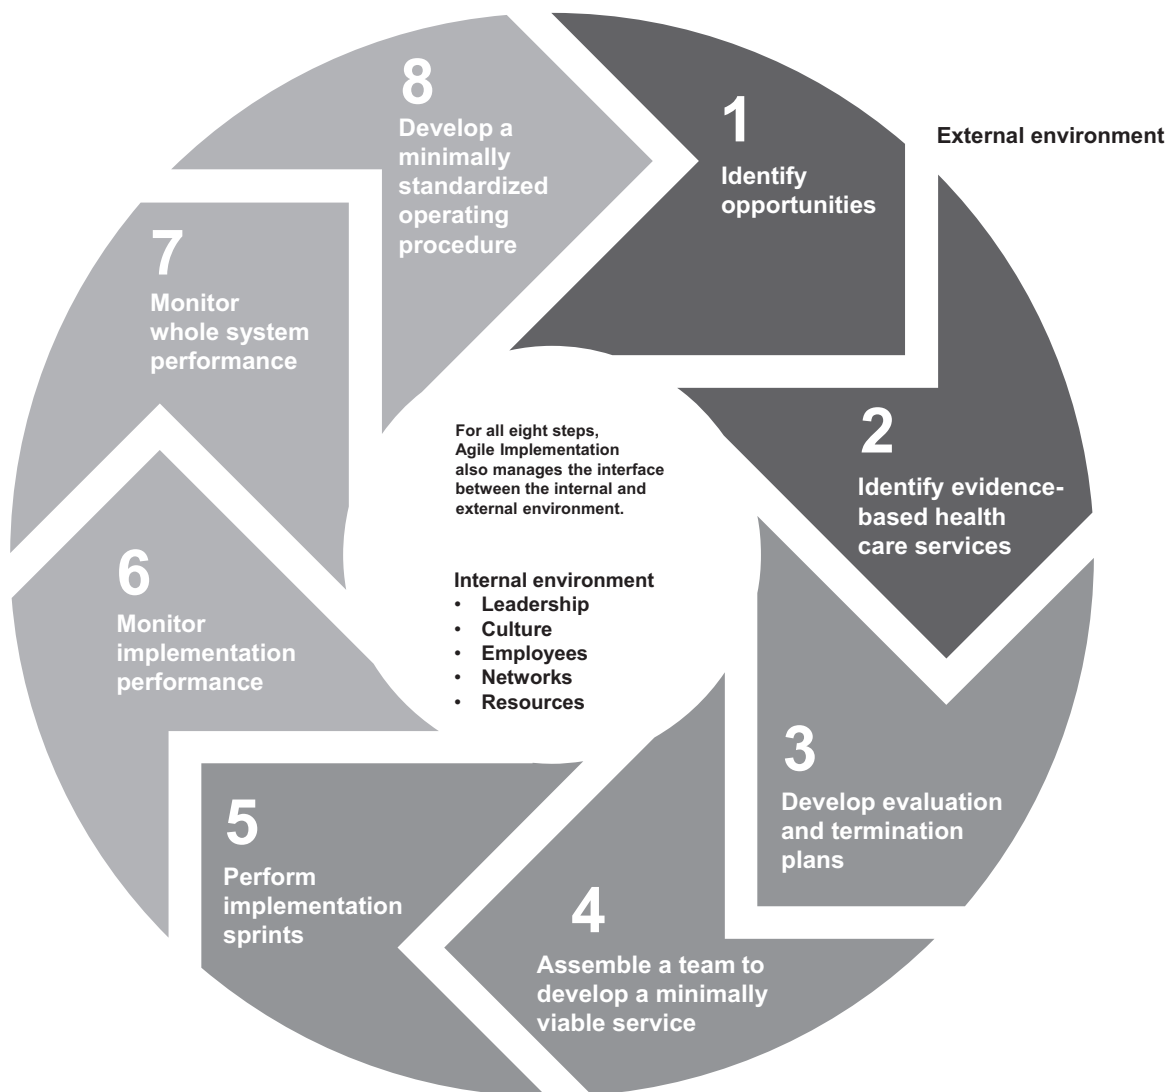 1
Identify
opportunities
External environment
2
Identify evidence-
based health
care services
3
Develop evaluation
and termination
plans
4
Assemble a team to
develop a minimally
viable service
5
Perform
implementation
sprints
6
Monitor
implementation
performance
7
Monitor
whole system
performance
8
Develop a
minimally
standardized
operating
procedure
For all eight steps,
Agile Implementation
also manages the interface
between the internal and
external environment.
Internal environment
• Leadership
• Culture
• Employees
• Networks
• Resources